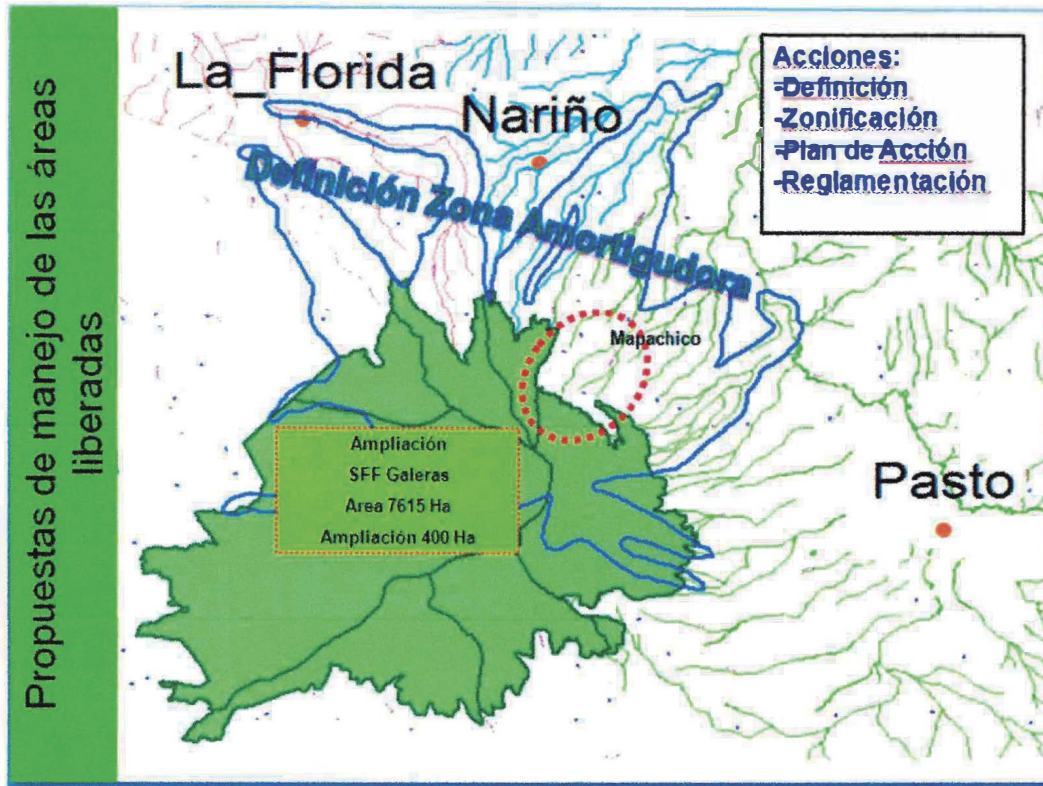 Propuestas de manejo de las áreas
liberadas
La_Florida
Nariño
Acciones:
-Definición
-Zonificación
-Plan de Acción
-Reglamentación
Definición Zona Amortigudora
Mapachico
Ampliación
SFF Galeras
Area 7615 Ha
Ampliación 400 Ha
Pasto